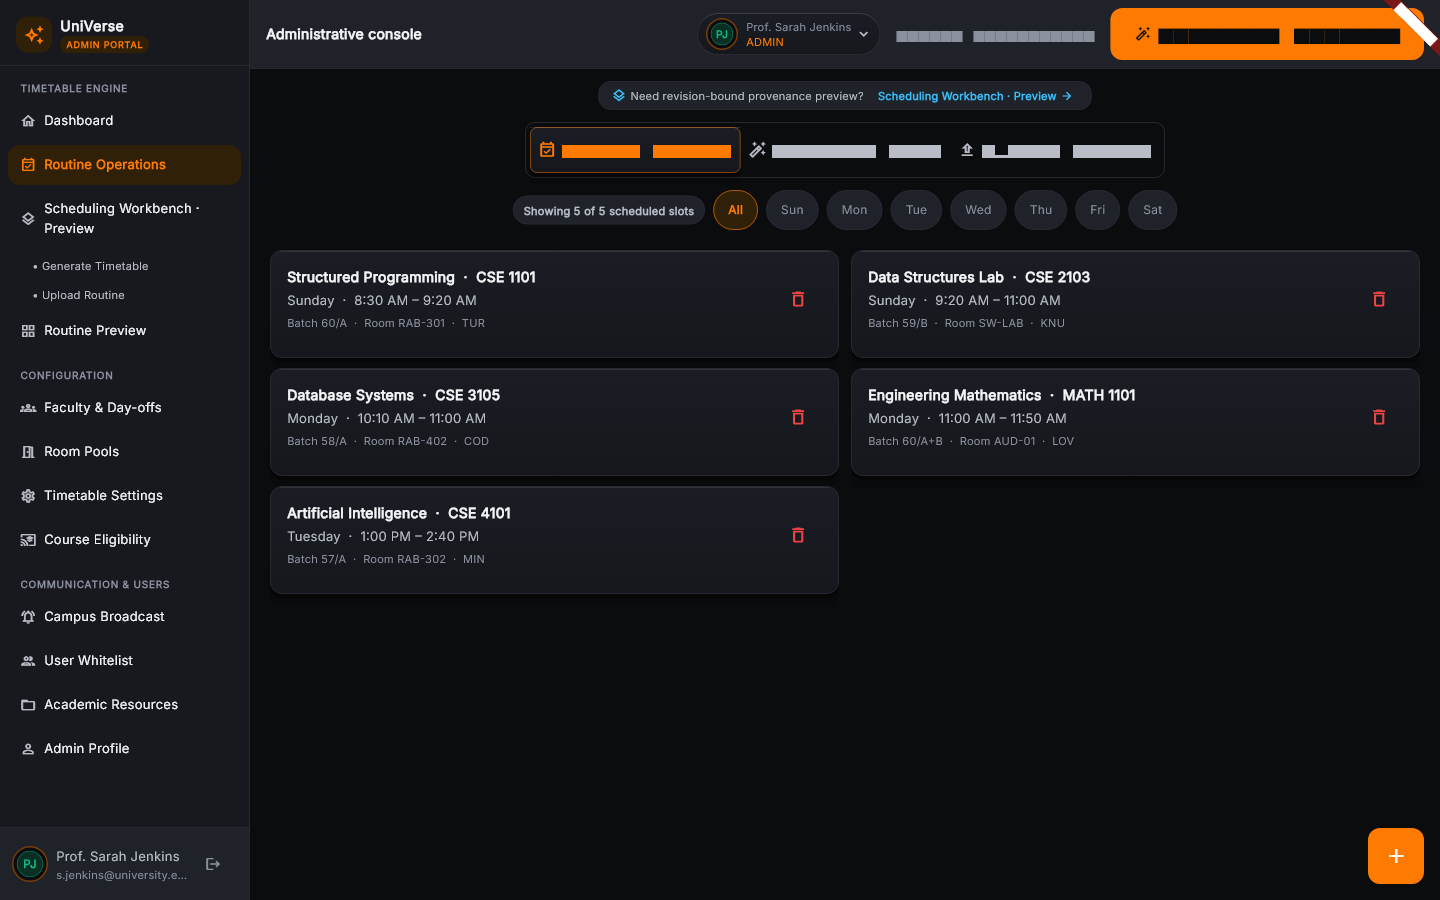 UniVerse
ADMIN PORTAL
TIMETABLE ENGINE
Dashboard
Routine Operations
Scheduling Workbench ·
Preview
• Generate Timetable
• Upload Routine
Routine Preview
CONFIGURATION
Faculty & Day-offs
Room Pools
Timetable Settings
Course Eligibility
COMMUNICATION & USERS
Campus Broadcast
User Whitelist
Academic Resources
Admin Profile
PJ
Prof. Sarah Jenkins
s.jenkins@university.e...
Administrative console
PJ
Prof. Sarah Jenkins
ADMIN
Need revision-bound provenance preview? Scheduling Workbench · Preview →
Showing 5 of 5 scheduled slots
All
Sun
Mon
Tue
Wed
Thu
Fri
Sat
Structured Programming · CSE 1101
Sunday · 8:30 AM – 9:20 AM
Batch 60/A · Room RAB-301 · TUR
Data Structures Lab · CSE 2103
Sunday · 9:20 AM – 11:00 AM
Batch 59/B · Room SW-LAB · KNU
Database Systems · CSE 3105
Monday · 10:10 AM – 11:00 AM
Batch 58/A · Room RAB-402 · COD
Engineering Mathematics · MATH 1101
Monday · 11:00 AM – 11:50 AM
Batch 60/A+B · Room AUD-01 · LOV
Artificial Intelligence · CSE 4101
Tuesday · 1:00 PM – 2:40 PM
Batch 57/A · Room RAB-302 · MIN